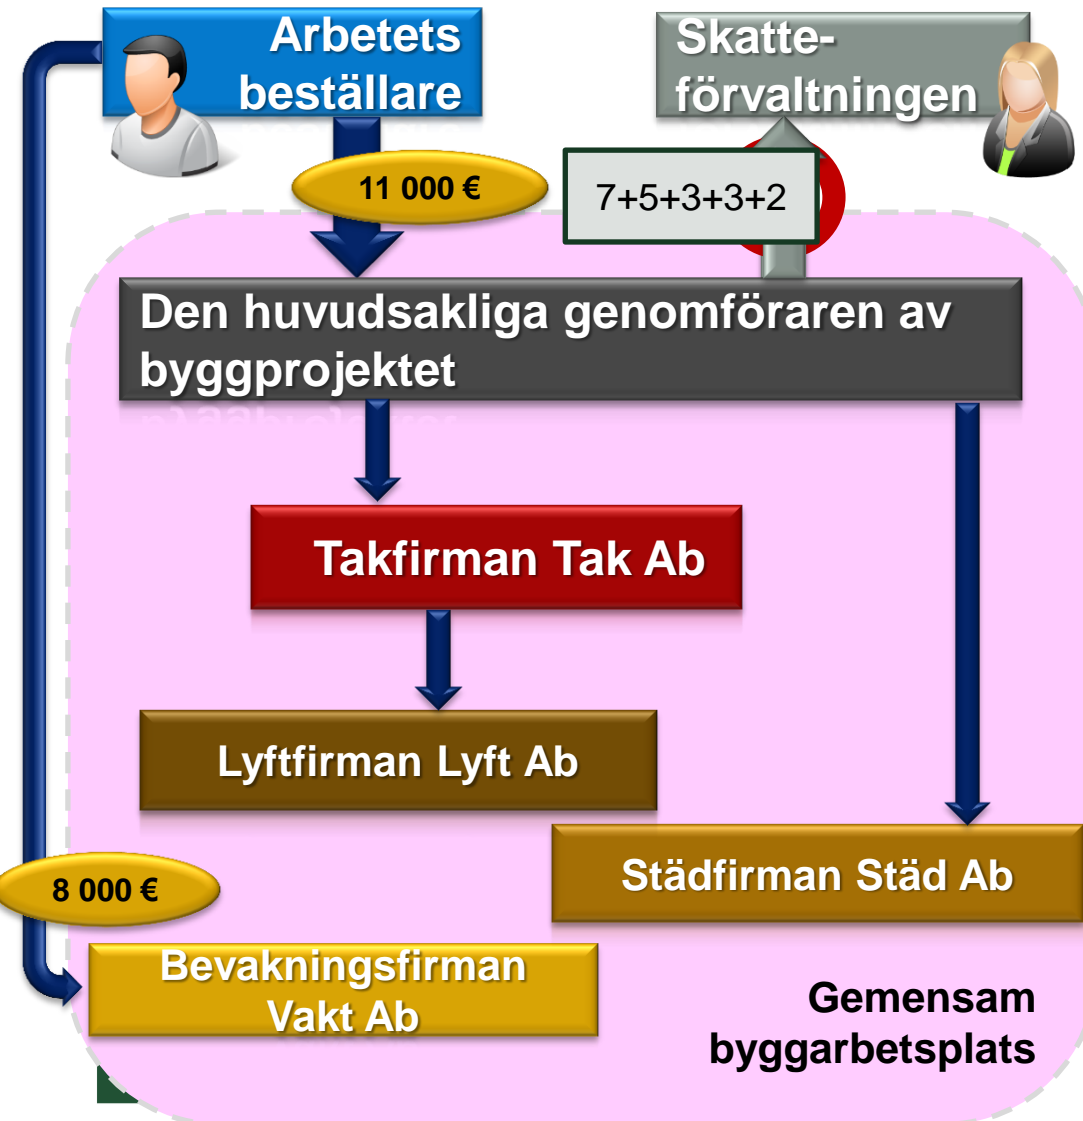 Arbetets
beställare
Skatte-
förvaltningen
11 000 €
7+5+3+3+2
Den huvudsakliga genomföraren av
byggprojektet
Takfirman Tak Ab
Lyftfirman Lyft Ab
Städfirman Städ Ab
8 000 €
Bevakningsfirman
Vakt Ab
Gemensam
byggarbetsplats